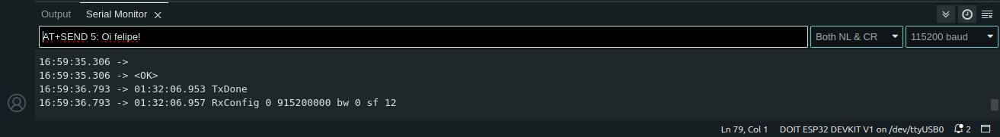 Output Serial Monitor
AT+SEND 5: Oi felipe!
Both NL & CR
115200 baud
16:59:35.306 ->
16:59:35.306 -> <OK>
16:59:36.793 -> 01:32:06.953 TxDone
16:59:36.793 -> 01:32:06.957 RxConfig 0 915200000 bw 0 sf 12
Ln 79, Col 1 DOIT ESP32 DEVKIT V1 on /dev/ttyUSB0 2